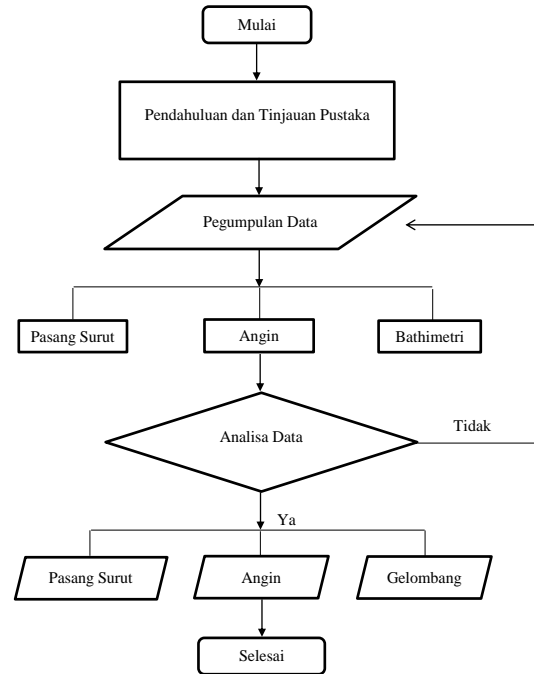 Mulai
Pendahuluan dan Tinjauan Pustaka
Pegumpulan Data
Pasang Surut
Angin
Bathimetri
Analisa Data
Tidak
Ya
Pasang Surut
Angin
Gelombang
Selesai